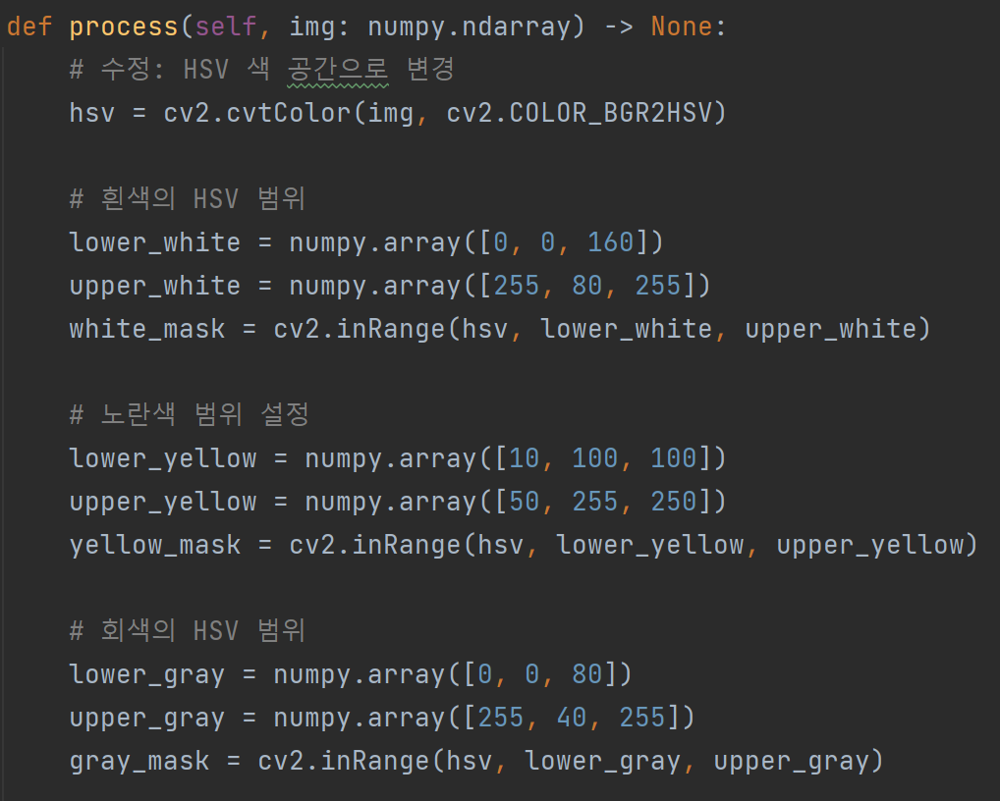 def process(self, img: numpy.ndarray) -> None:
# 수정: HSV 색 공간으로 변경
hsv = cv2.cvtColor(img, cv2.COLOR_BGR2HSV)
# 흰색의 HSV 범위
lower_white = numpy.array([0, 0, 160])
upper_white = numpy.array([255, 80, 255])
white_mask = cv2.inRange(hsv, lower_white, upper_white)
# 노란색 범위 설정
lower_yellow = numpy.array([10, 100, 100])
upper_yellow = numpy.array([50, 255, 250])
yellow_mask = cv2.inRange(hsv, lower_yellow, upper_yellow)
# 회색의 HSV 범위
lower_gray = numpy.array([0, 0, 80])
upper_gray = numpy.array([255, 40, 255])
gray_mask = cv2.inRange(hsv, lower_gray, upper_gray)